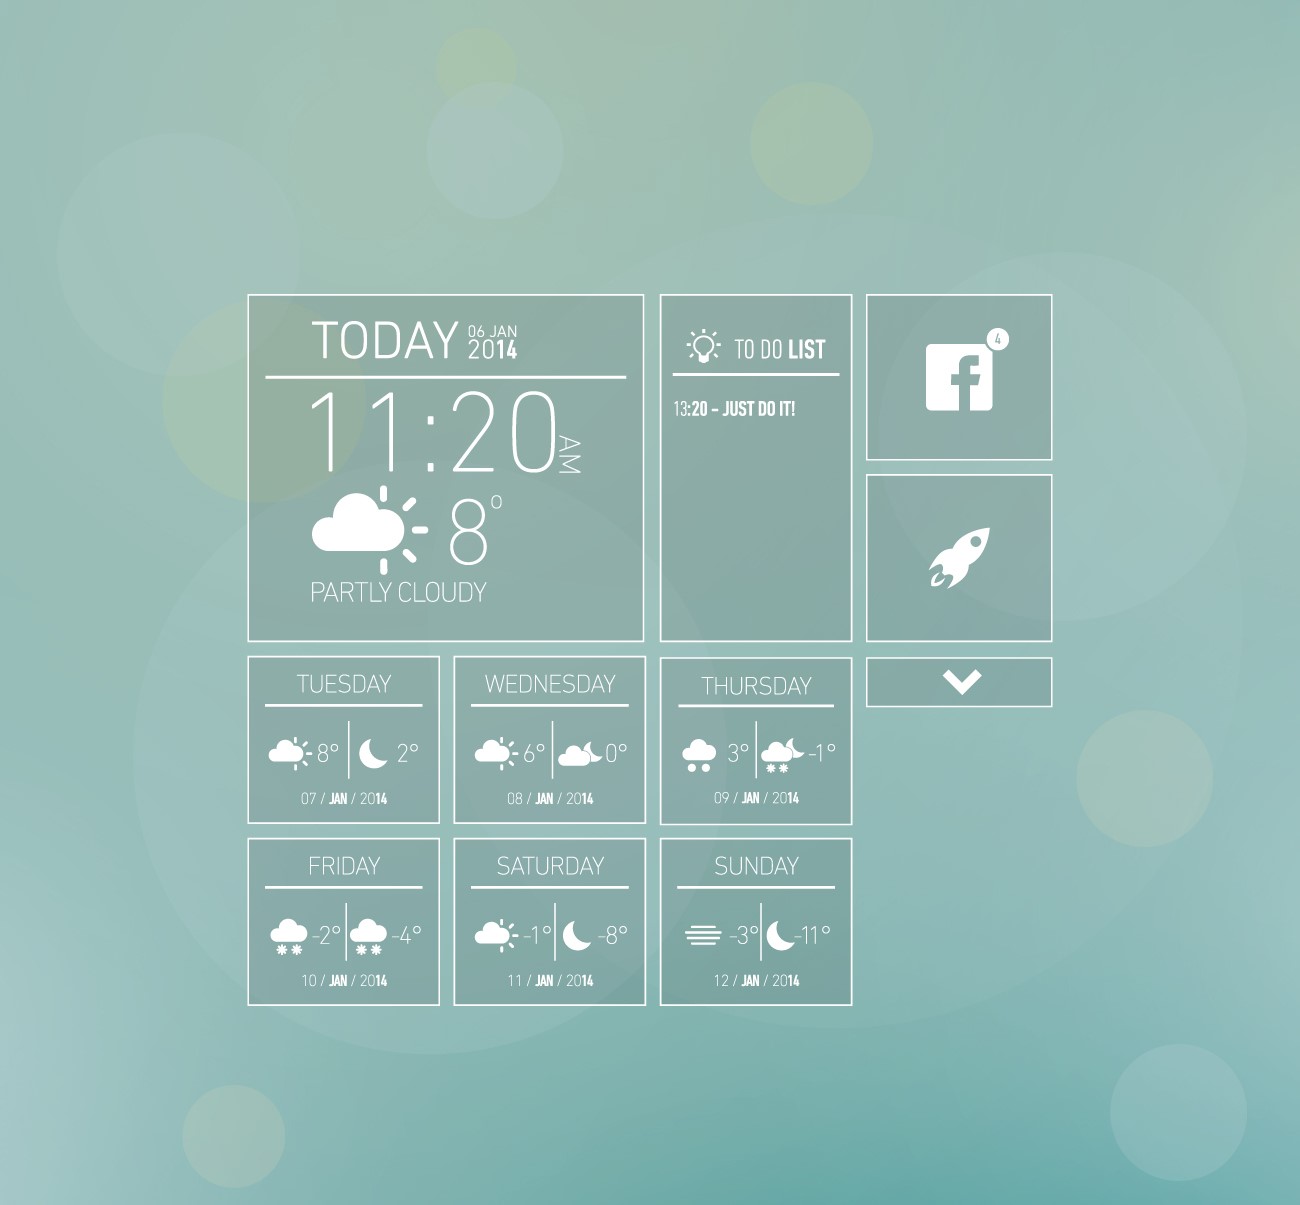 TODAY 06 JAN
2014
11:20 AM
8°
PARTLY CLOUDY
TO DO LIST
13:20 - JUST DO IT!
4
TUESDAY
8° 2°
07 / JAN / 2014
WEDNESDAY
6° 0°
08 / JAN / 2014
THURSDAY
3° -1°
09 / JAN / 2014
FRIDAY
-2° -4°
10 / JAN / 2014
SATURDAY
-1° -8°
11 / JAN / 2014
SUNDAY
-3° -11°
12 / JAN / 2014